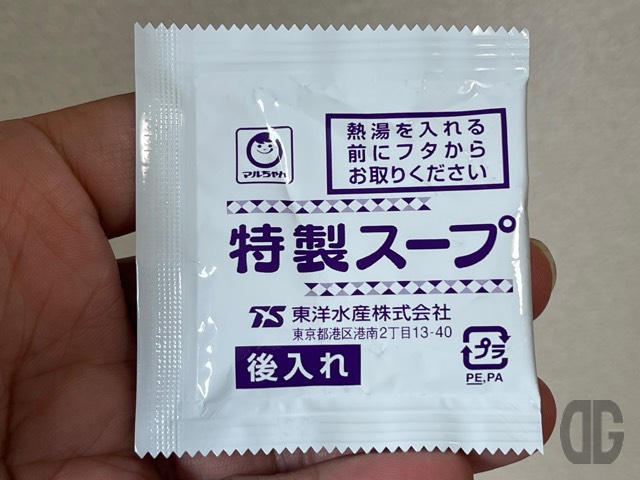 熱湯を入れる
前にフタから
お取りください
マルちゃん
特製スープ
TS 東洋水産株式会社
東京都港区港南2丁目13-40
後入れ
プラ
PE,PA
DG